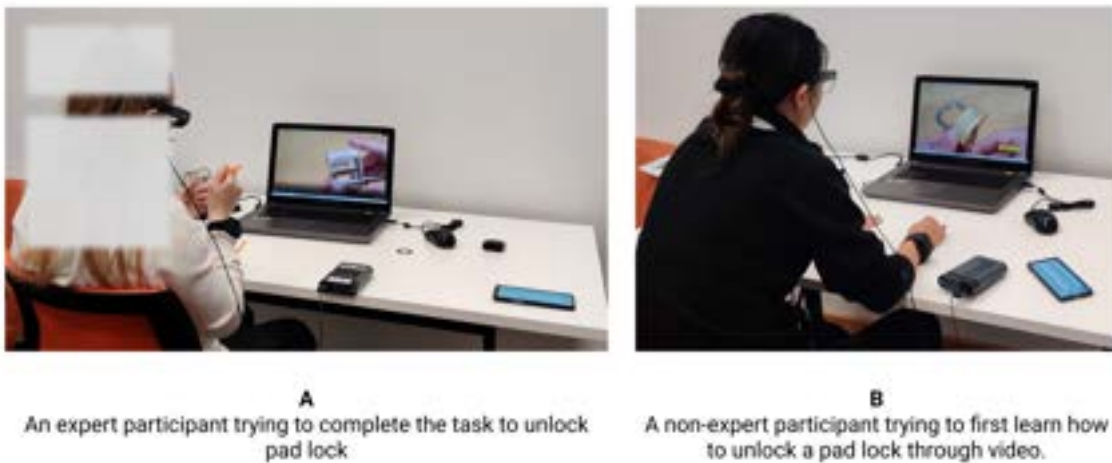 A
An expert participant trying to complete the task to unlock
pad lock
B
A non-expert participant trying to first learn how
to unlock a pad lock through video.